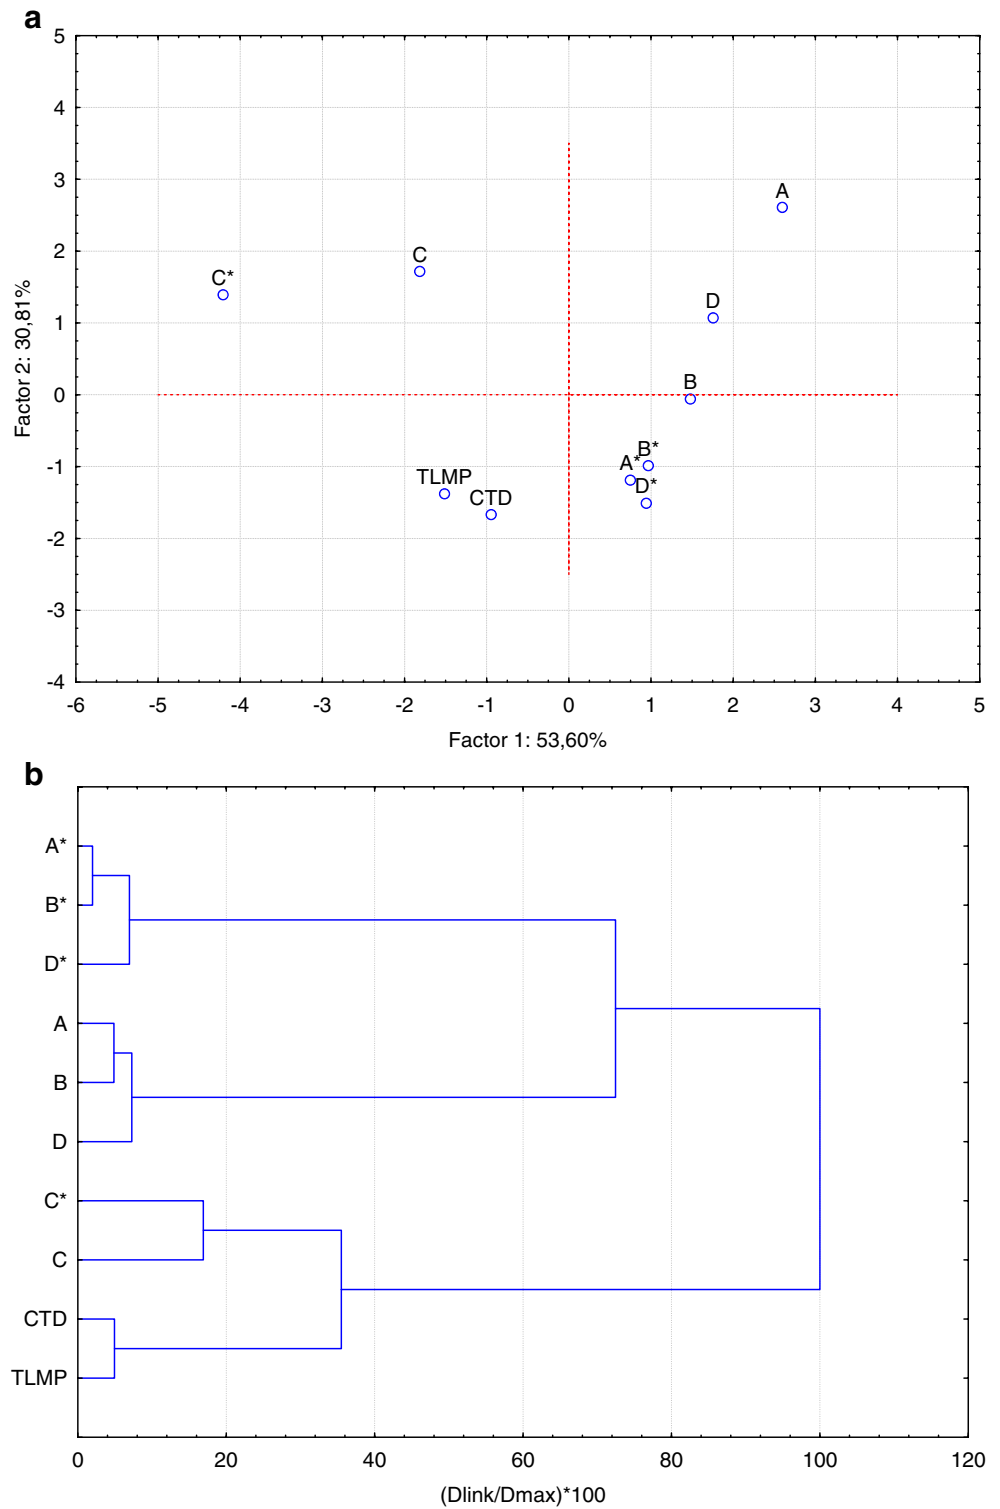 a
5
4
3
2
1
0
-1
-2
-3
-4
Factor 2: 30,81%
A
C
C*
D
B
B*
A*
D*
TLMP
CTD
-6 -5 -4 -3 -2 -1 0 1 2 3 4 5
Factor 1: 53,60%
b
A*
B*
D*
A
B
D
C*
C
CTD
TLMP
0 20 40 60 80 100 120
(Dlink/Dmax)*100